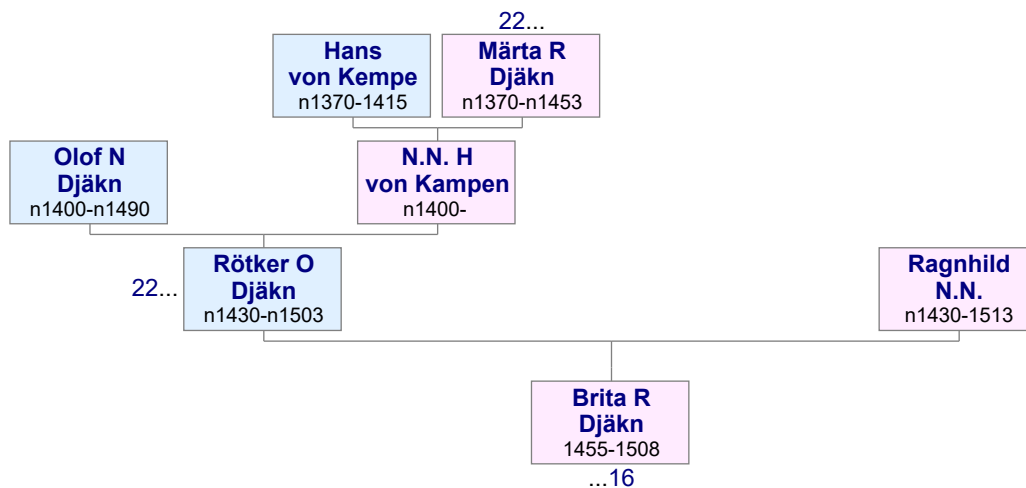 22...
Hans
von Kempe
n1370-1415
Märta R
Djäkn
n1370-n1453
Olof N
Djäkn
n1400-n1490
N.N. H
von Kampen
n1400-
22...
Rötker O
Djäkn
n1430-n1503
Ragnhild
N.N.
n1430-1513
Brita R
Djäkn
1455-1508
...16